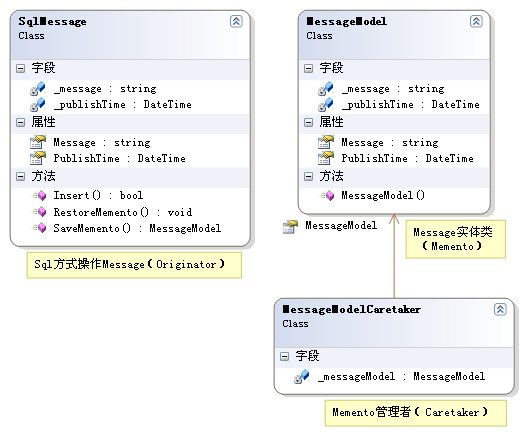 SqlMessage
Class
字段
_message : string
_publishTime : DateTime
属性
Message : string
PublishTime : DateTime
方法
Insert() : bool
RestoreMemento() : void
SaveMemento() : MessageModel
Sql方式操作Message(Originator)
MessageModel
Class
字段
_message : string
_publishTime : DateTime
属性
Message : string
PublishTime : DateTime
方法
MessageModel()
MessageModel
Message实体类
(Memento)
MessageModelCaretaker
Class
字段
_messageModel : MessageModel
Memento管理者(Caretaker)